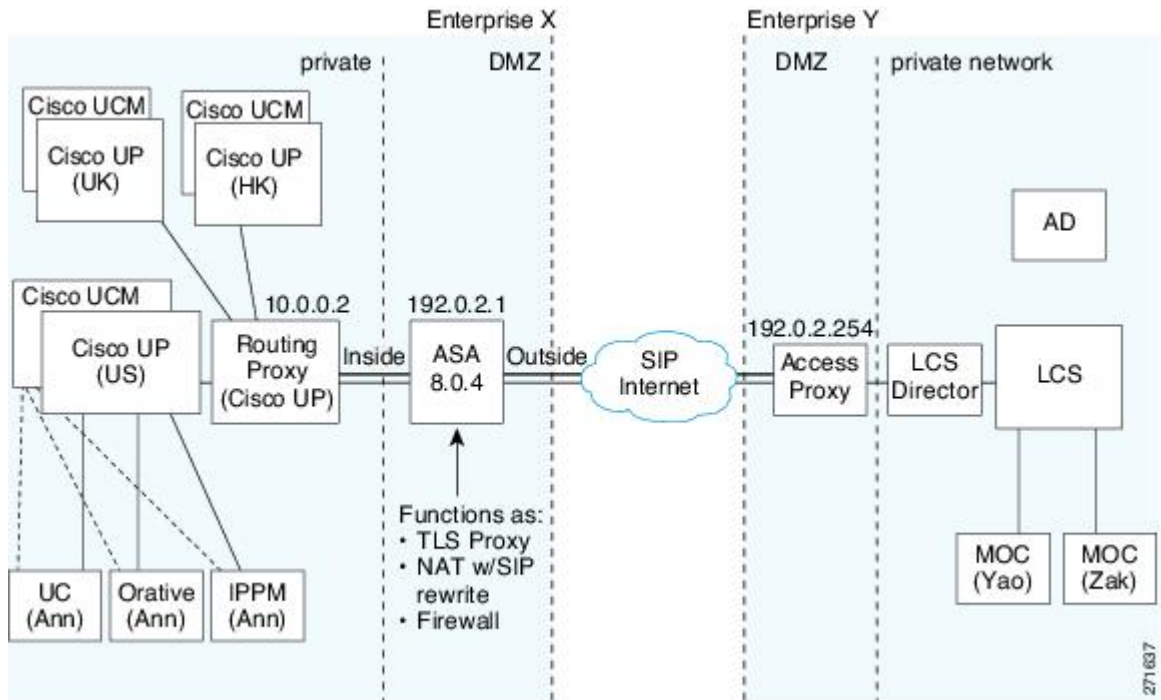 Enterprise X
Enterprise Y
private
DMZ
DMZ
private network
Cisco UCM
Cisco UP
(UK)
Cisco UCM
Cisco UP
(HK)
AD
Cisco UCM
Cisco UP
(US)
10.0.0.2
Routing
Proxy
(Cisco UP)
Inside
192.0.2.1
ASA
8.0.4
Outside
SIP
Internet
192.0.2.254
Access
Proxy
LCS
Director
LCS
Functions as:
• TLS Proxy
• NAT w/SIP
rewrite
• Firewall
UC
(Ann)
Orative
(Ann)
IPPM
(Ann)
MOC
(Yao)
MOC
(Zak)
271637